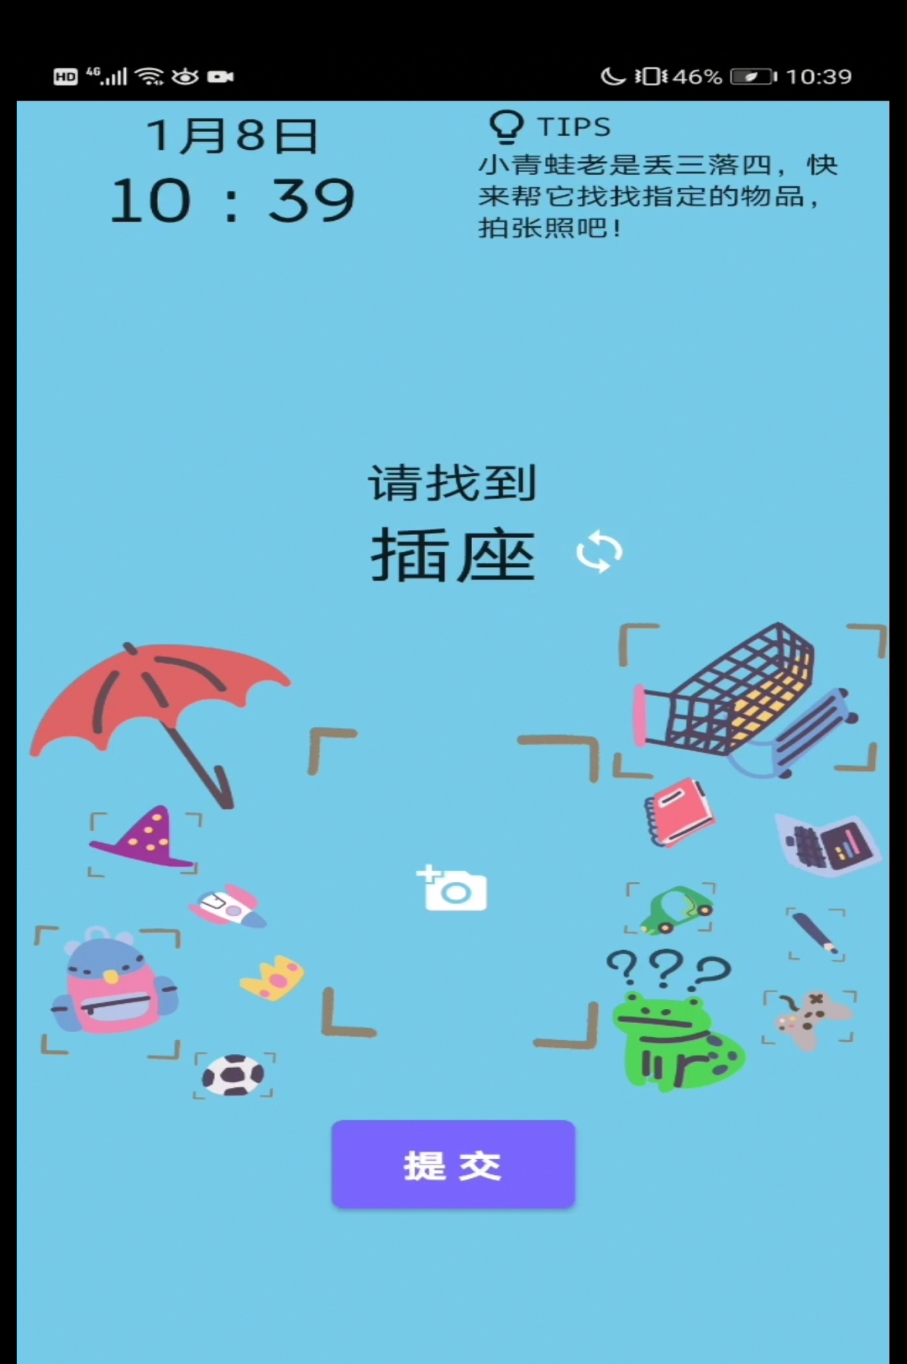 HD 4G 46% 10:39
1月8日
10 : 39
TIPS
小青蛙老是丢三落四，快
来帮它找找指定的物品，
拍张照吧！
请找到
插座
???
提交